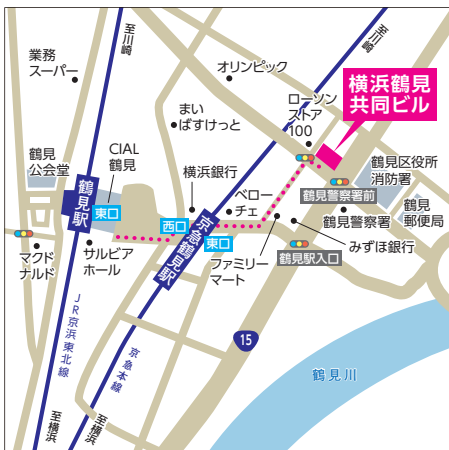 至川崎
至川崎
業務
スーパー
オリンピック
ローソン
ストア
100
横浜鶴見
共同ビル
まい
ばすけっと
鶴見
公会堂
CIAL
鶴見
横浜銀行
鶴見区役所
消防署
鶴見駅
東口
西口
京急鶴見駅
東口
ベロー
チェ
鶴見警察署前
鶴見警察署
鶴見
郵便局
マクド
ナルド
サルビア
ホール
ファミリー
マート
みずほ銀行
鶴見駅入口
JR京浜東北線
京急本線
15
鶴見川
至横浜
至横浜